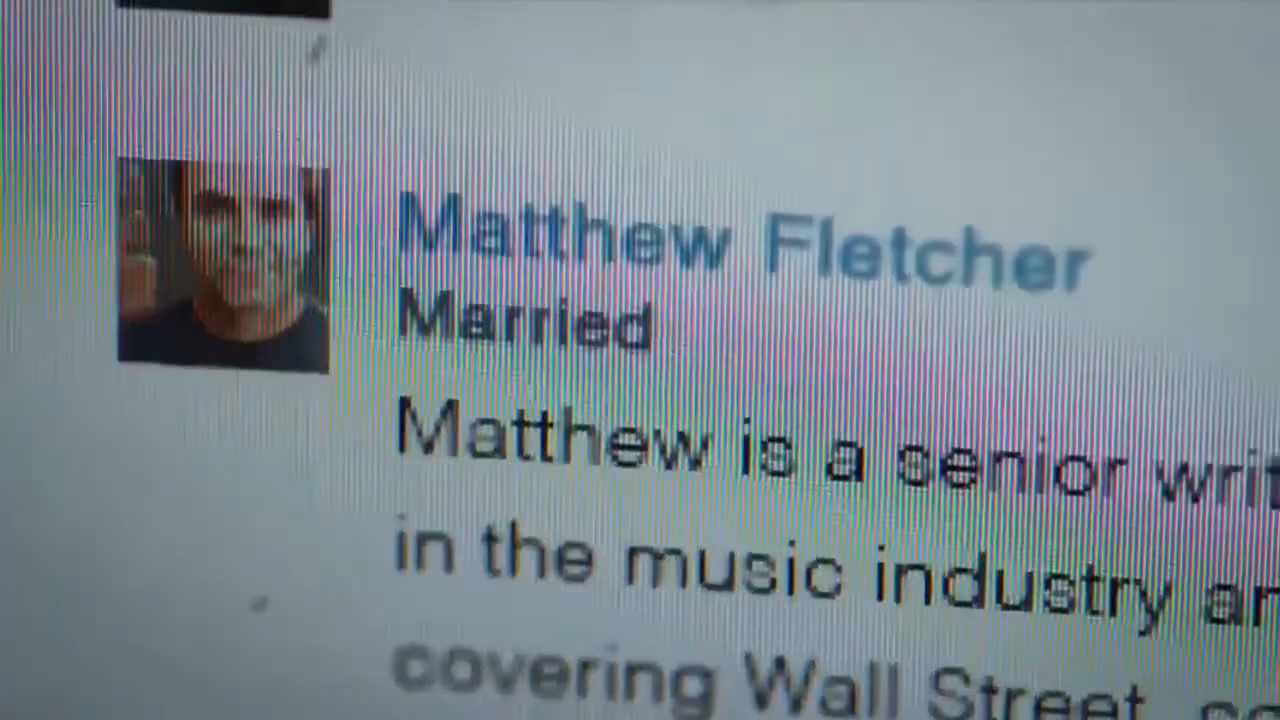 Matthew Fletcher
Married
Matthew is a senior
in the music industry
covering Wall Street,